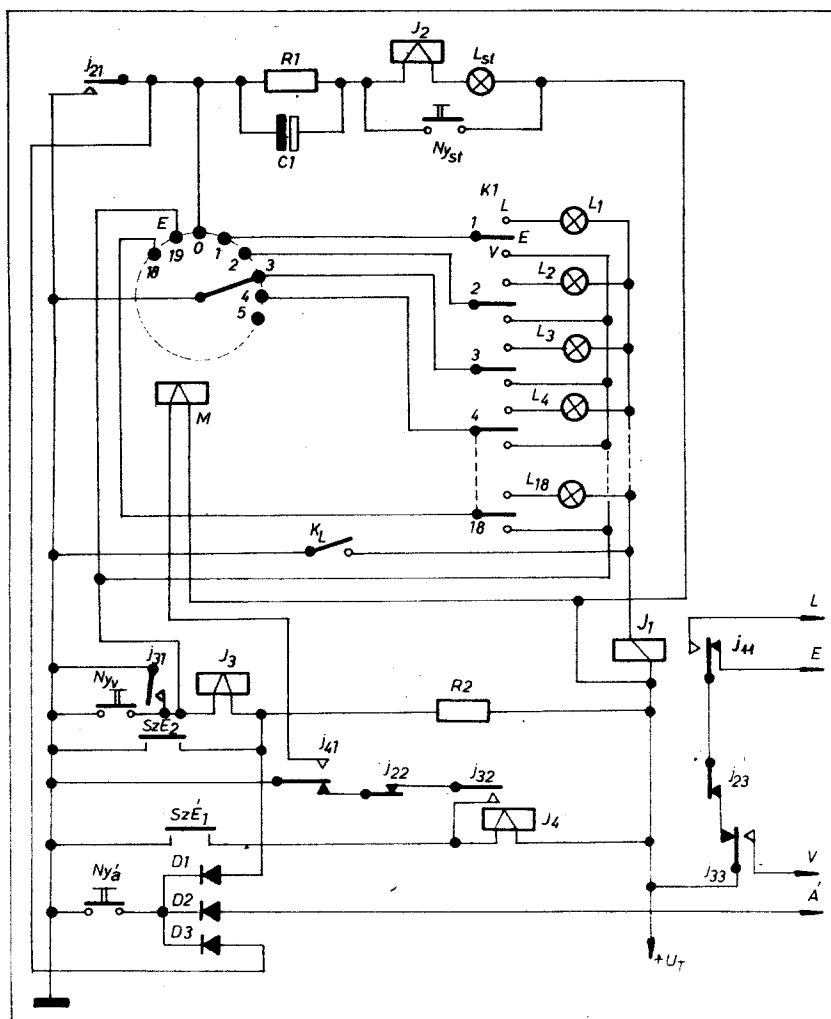 j21
R1
J2
Lst
C1
Nyst
K1
L
L1
E
18
19
0
1
2
3
4
5
1
E
V
L2
2
L3
3
L4
4
M
L18
18
KL
J1
L
j11
E
Nyv
j31
J3
R2
SzE2
j41
j22
j32
j23
SzÉ1
J4
D1
Nyá
D2
D3
j33
V
Á
+UT